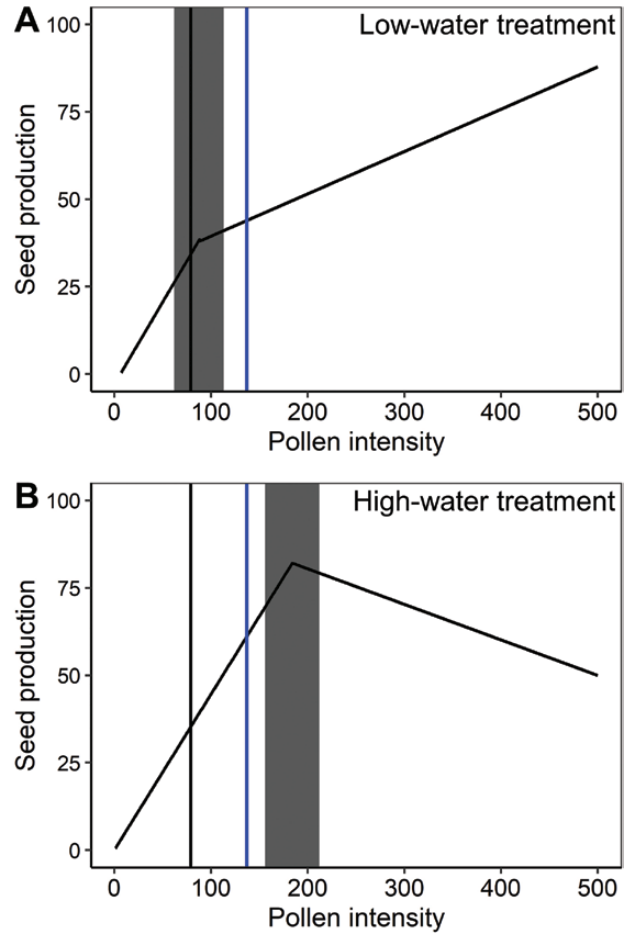 A
Low-water treatment
100
75
50
25
0
Seed production
0 100 200 300 400 500
Pollen intensity
B
High-water treatment
100
75
50
25
0
Seed production
0 100 200 300 400 500
Pollen intensity